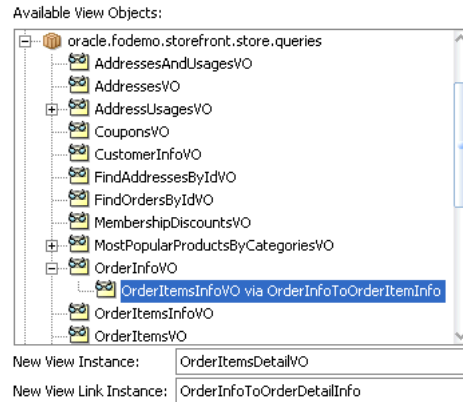 Available View Objects:
oracle.fodemo.storefront.store.queries
AddressesAndUsagesVO
AddressesVO
AddressUsagesVO
CouponsVO
CustomerInfoVO
FindAddressesByIdVO
FindOrdersByIdVO
MembershipDiscountsVO
MostPopularProductsByCategoriesVO
OrderInfoVO
OrderItemsInfoVO via OrderInfoToOrderItemInfo
OrderItemsInfoVO
OrderItemsVO
New View Instance: OrderItemsDetailVO
New View Link Instance: OrderInfoToOrderDetailInfo